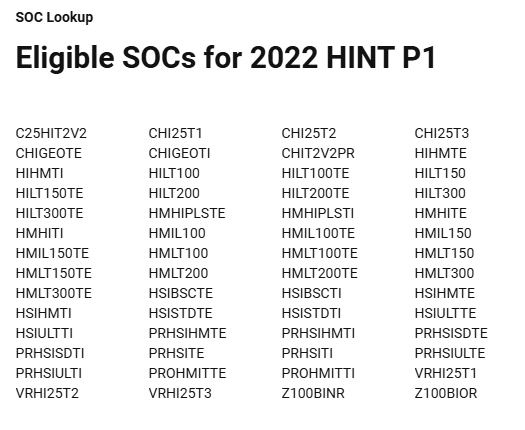 SOC Lookup
Eligible SOCs for 2022 HINT P1
C25HIT2V2 CHI25T1 CHI25T2 CHI25T3
CHIGEOTE CHIGEOTI CHIT2V2PR HIHMTE
HIHMTI HILT100 HILT100TE HILT150
HILT150TE HILT200 HILT200TE HILT300
HILT300TE HMHIPLSTE HMHIPLSTI HMHITE
HMHITI HMIL100 HMIL100TE HMIL150
HMIL150TE HMLT100 HMLT100TE HMLT150
HMLT150TE HMLT200 HMLT200TE HMLT300
HMLT300TE HSIBSCTE HSIBSCTI HSIHMTE
HSIHMTI HSISTDTE HSISTDTI HSIULTTE
HSIULTTI PRHSIHMTE PRHSIHMTI PRHSISDTE
PRHSISDTI PRHSITE PRHSITI PRHSIULTE
PRHSIULTI PROHMITTE PROHMITTI VRHI25T1
VRHI25T2 VRHI25T3 Z100BINR Z100BIOR